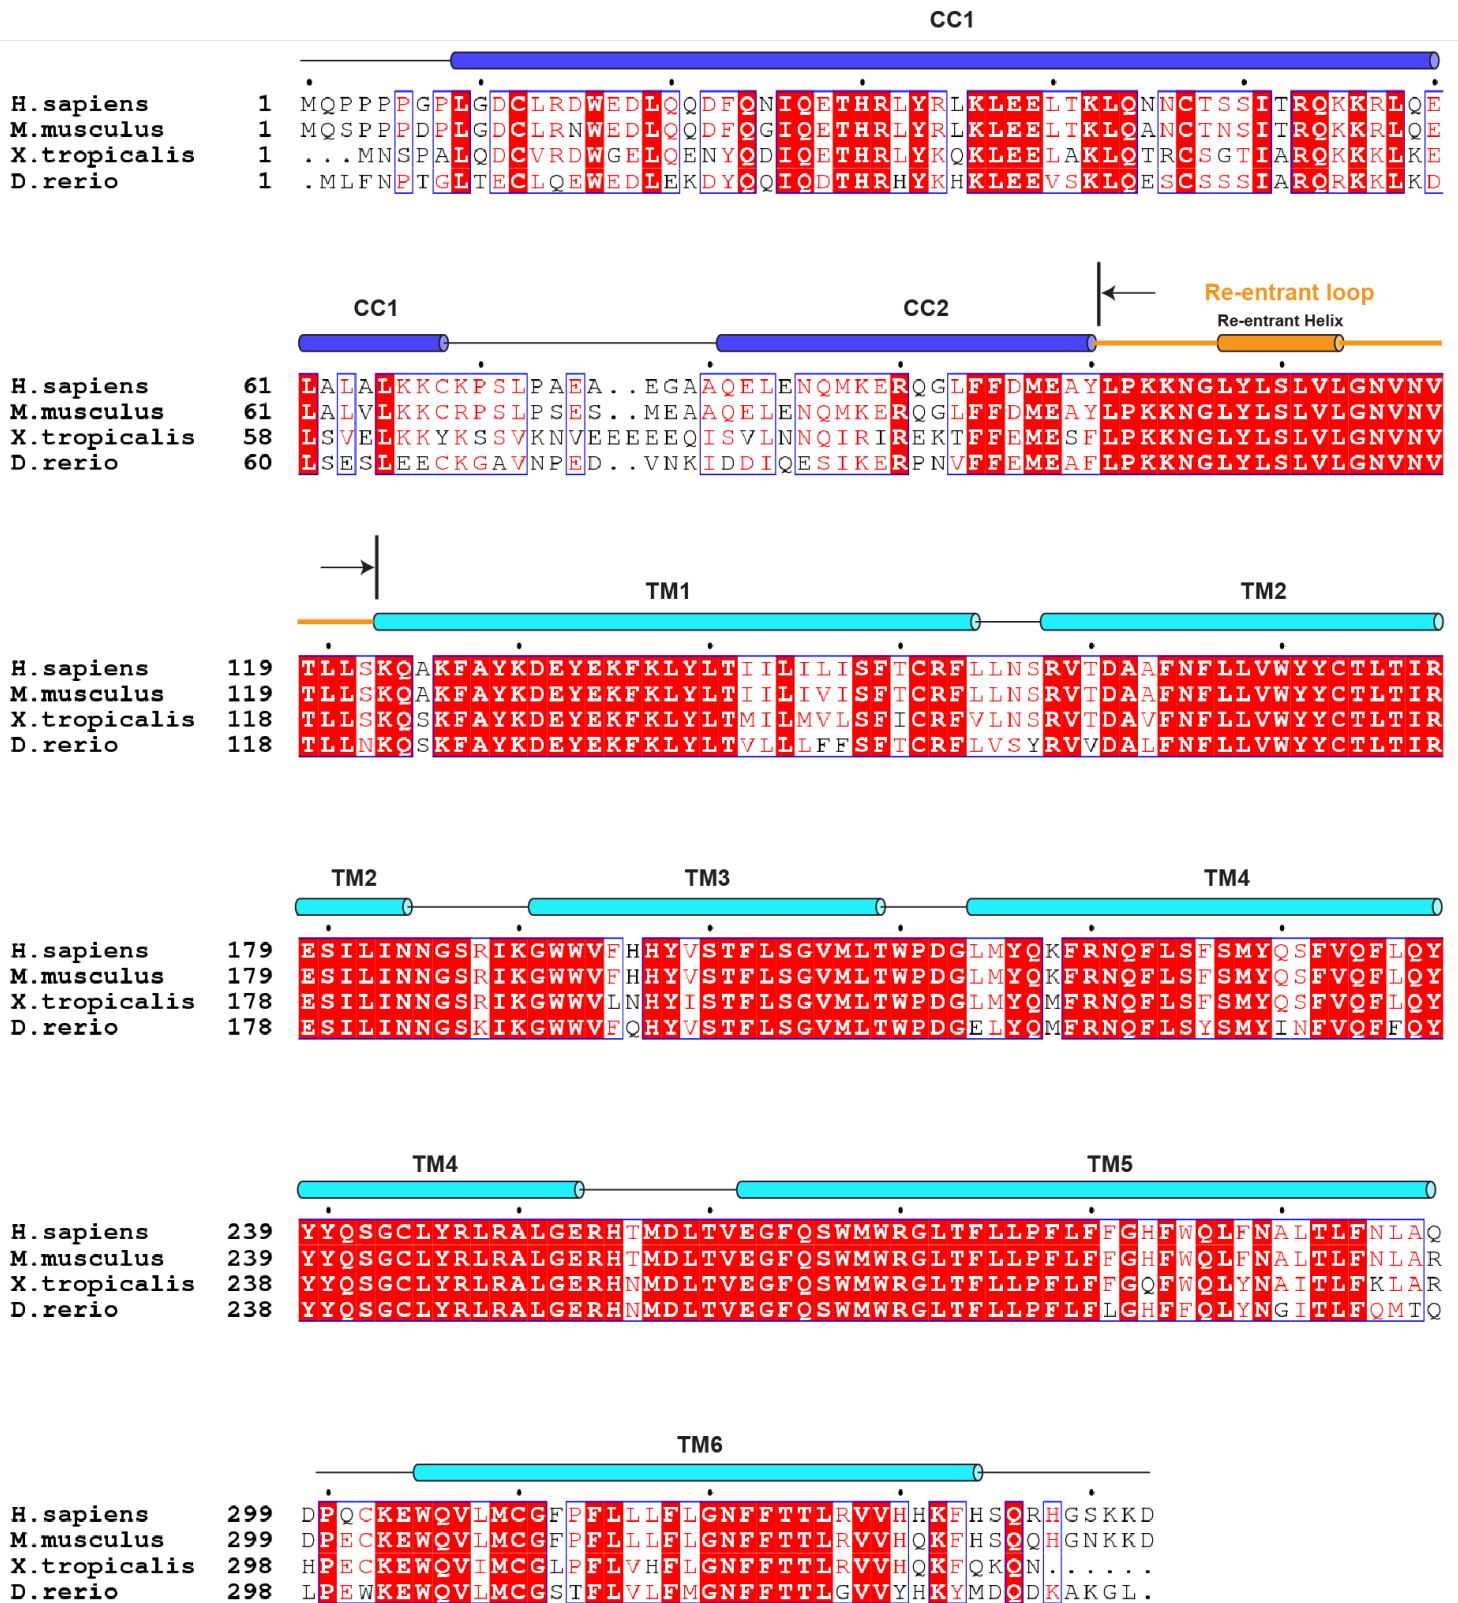 CC1
H.sapiens 1 MQPPPPGPLGDCLRDWEDLQQDFQNIQETHRLYRLKLEELTKLQNNCTSSITRQKKRLQE
M.musculus 1 MQSPPPDPLGDCLRNWEDLQQDFQGIQETHRLYRLKLEELTKLQANCTNSITRQKKRLQE
X.tropicalis 1 ...MNSPALQDCVRDWGELQENYQDIQETHRLYKQKLEELAKLQTRCSGTIARQKKKLKE
D.rerio 1 .MLFNPTGLTECLQEWEDLEKDYQQIQDTHRHYKHKLEEVSKLQESCSSSIARQRKKLKD
CC1 CC2 Re-entrant loop
Re-entrant Helix
H.sapiens 61 LALALKKCKPSLPAEA..EGAAQELENQMKERQGLFFDMEAYLPKKNGLYLSLVLGNVNV
M.musculus 61 LALVLKKCRPSLPSES..MEAAQELENQMKERQGLFFDMEAYLPKKNGLYLSLVLGNVNV
X.tropicalis 58 LSVELKKYKSSVKNVEEEEEQISVLNNQIRIREKTFFEMESFLPKKNGLYLSLVLGNVNV
D.rerio 60 LSESLEECKGAVNPED..VNKIDDIQESIKERPNVFFEMEAFLPKKNGLYLSLVLGNVNV
TM1 TM2
H.sapiens 119 TLLSKQAKFAYKDEYEKFKLYLTIILILISFTCRFLLNSRVTDAAFNFLLVWYYCTLTIR
M.musculus 119 TLLSKQAKFAYKDEYEKFKLYLTIILIVISFTCRFLLNSRVTDAAFNFLLVWYYCTLTIR
X.tropicalis 118 TLLSKQSKFAYKDEYEKFKLYLTMILMVLSFICRFVLNSRVTDAVFNFLLVWYYCTLTIR
D.rerio 118 TLLNKQSKFAYKDEYEKFKLYLTVLLLFFSFTCRFLVSYRVVDALFNFLLVWYYCTLTIR
TM2 TM3 TM4
H.sapiens 179 ESILINNGSRIKGWWVFHHYVSTFLSGVMLTWPDGLMYQKFRNQFLSFSMYQSFVQFLQY
M.musculus 179 ESILINNGSRIKGWWVFHHYVSTFLSGVMLTWPDGLMYQKFRNQFLSFSMYQSFVQFLQY
X.tropicalis 178 ESILINNGSRIKGWWVLNHYISTFLSGVMLTWPDGLMYQMFRNQFLSFSMYQSFVQFLQY
D.rerio 178 ESILINNGSKIKGWWVFQHYVSTFLSGVMLTWPDGELYQMFRNQFLSYSMYINFVQFFQY
TM4 TM5
H.sapiens 239 YYQSGCLYRLRALGERHTMDLTVEGFQSWMWRGLTFLLPFLFFGHFWQLFNALTLFNLAQ
M.musculus 239 YYQSGCLYRLRALGERHTMDLTVEGFQSWMWRGLTFLLPFLFFGHFWQLFNALTLFNLAR
X.tropicalis 238 YYQSGCLYRLRALGERHNMDLTVEGFQSWMWRGLTFLLPFLFFGQFWQLYNAITLFKLAR
D.rerio 238 YYQSGCLYRLRALGERHNMDLTVEGFQSWMWRGLTFLLPFLFLGHFFQLYNGITLFQMTQ
TM6
H.sapiens 299 DPQCKEWQVLMCGFPFLLLFLGNFFTTLRVVHHKFHSQRHGSKKD
M.musculus 299 DPECKEWQVLMCGFPFLLLFLGNFFTTLRVVHQKFHSQQHGNKKD
X.tropicalis 298 HPECKEWQVIMCGLPFLVHFLGNFFTTLRVVHQKFQKQN......
D.rerio 298 LPEWKEWQVLMCGSTFLVLFMGNFFTTLGVVYHKYMDQDKAKGL.